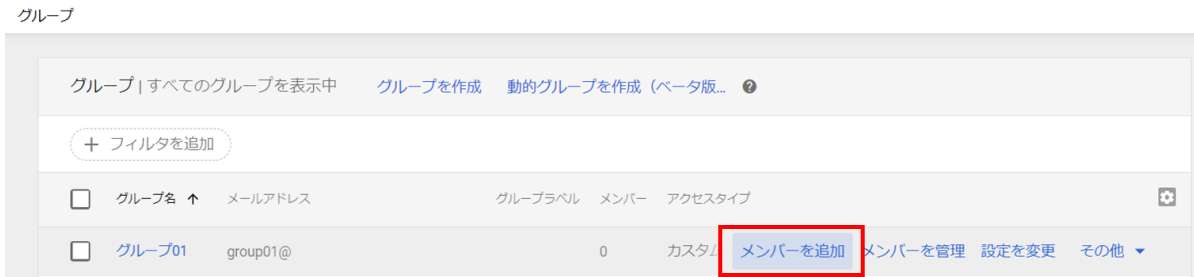 グループ
グループ | すべてのグループを表示中 グループを作成 動的グループを作成（ベータ版...
＋ フィルタを追加
グループ名 ↑ メールアドレス グループラベル メンバー アクセスタイプ
グループ01 group01@ 0 カスタム メンバーを追加 メンバーを管理 設定を変更 その他